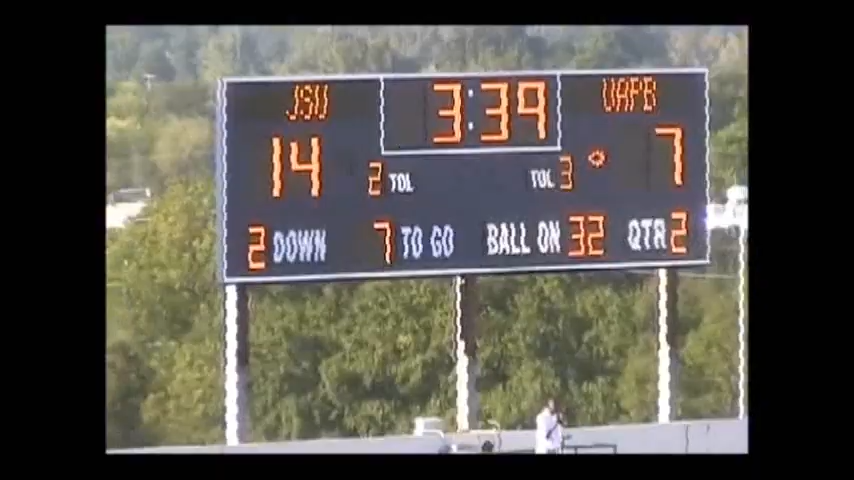 JSU 3:39 UAPB
14 2 TOL TOL 3 7
2 DOWN 7 TO GO BALL ON 32 QTR 2